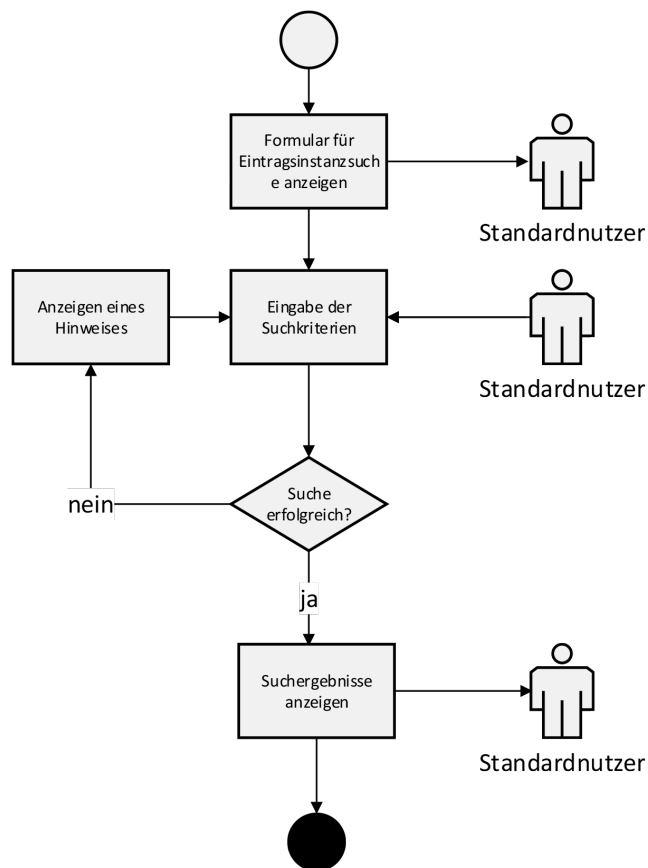 Formular für
Eintragsinstanzsuch
e anzeigen
Standardnutzer
Anzeigen eines
Hinweises
Eingabe der
Suchkriterien
Standardnutzer
Suche
erfolgreich?
nein
ja
Suchergebnisse
anzeigen
Standardnutzer